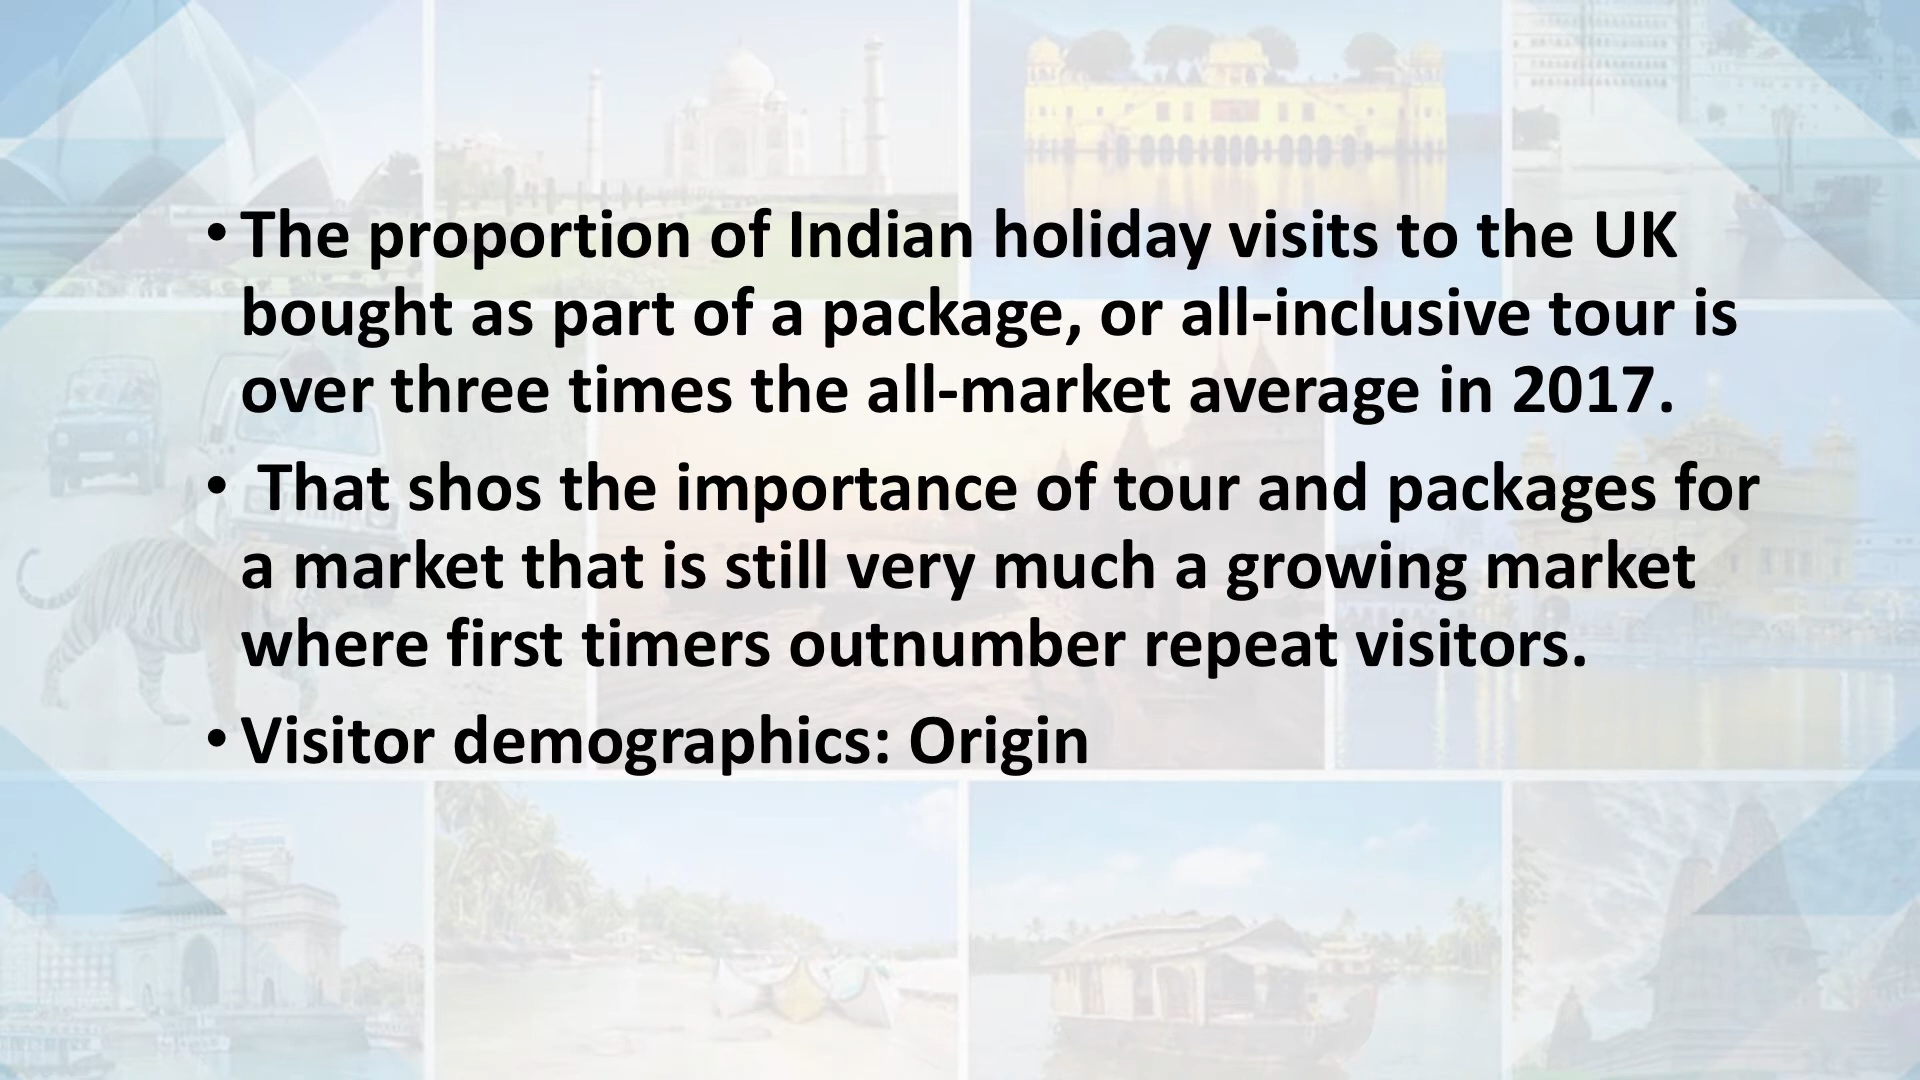 • The proportion of Indian holiday visits to the UK
bought as part of a package, or all-inclusive tour is
over three times the all-market average in 2017.
• That shos the importance of tour and packages for
a market that is still very much a growing market
where first timers outnumber repeat visitors.
• Visitor demographics: Origin